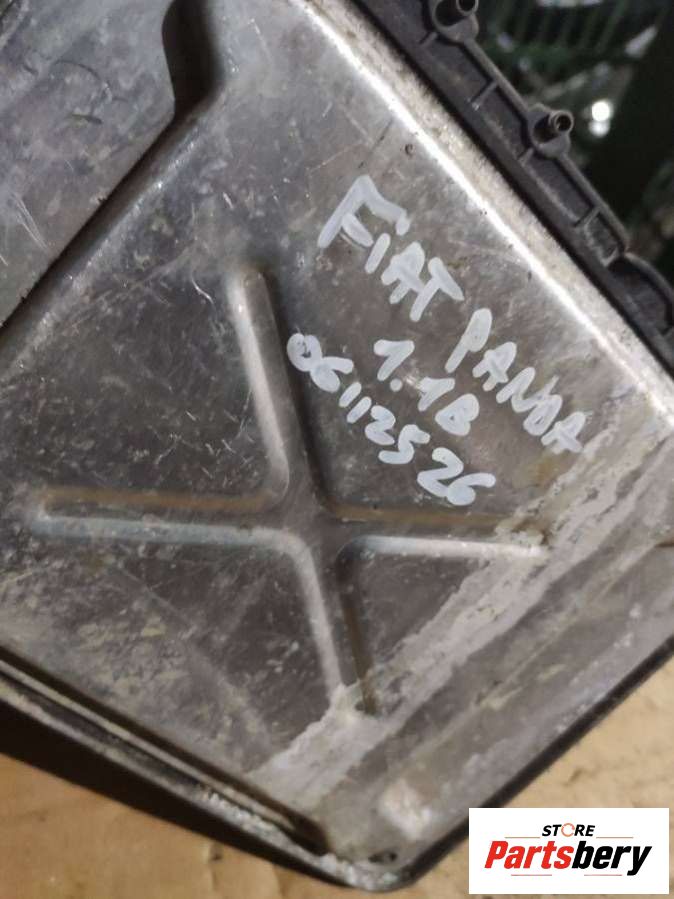 FIAT PANDA
1.1B
06112526
STORE
Partsbery